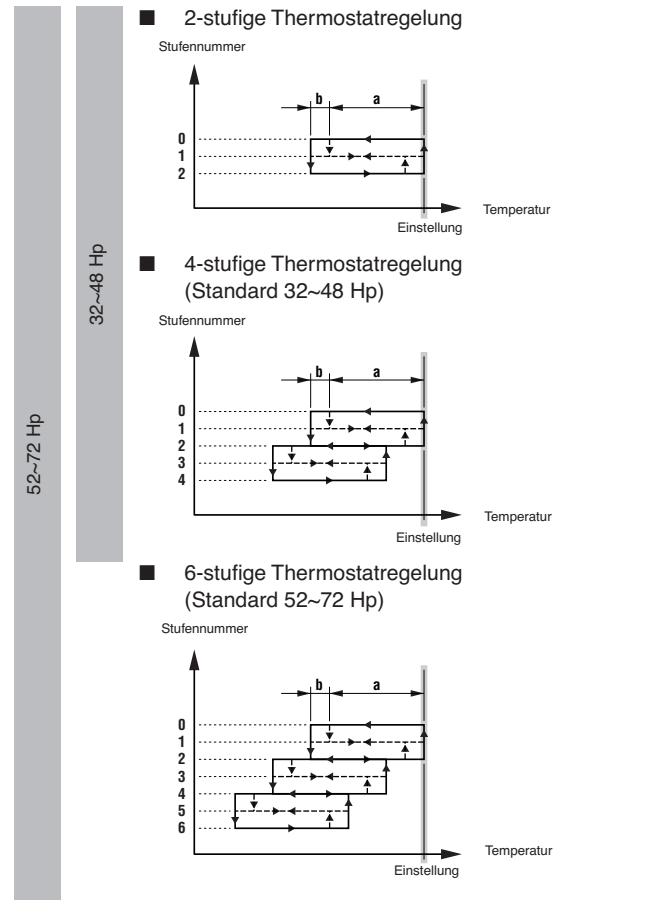 52~72 Hp
32~48 Hp
■ 2-stufige Thermostatregelung
Stufennummer
b a
0
1
2
Temperatur
Einstellung
■ 4-stufige Thermostatregelung
(Standard 32~48 Hp)
Stufennummer
b a
0
1
2
3
4
Temperatur
Einstellung
■ 6-stufige Thermostatregelung
(Standard 52~72 Hp)
Stufennummer
b a
0
1
2
3
4
5
6
Temperatur
Einstellung